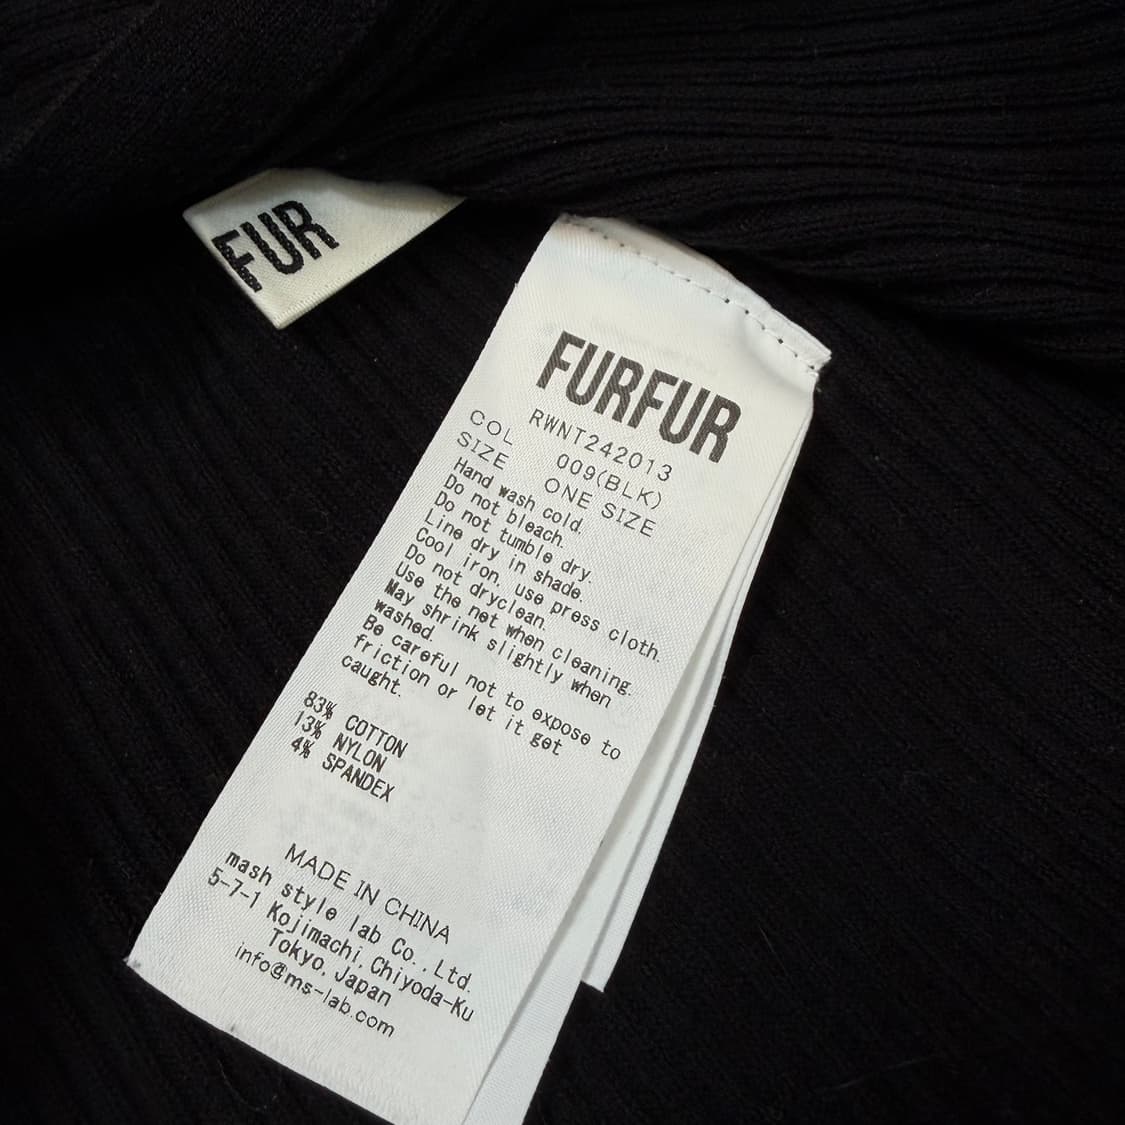 FUR
FURFUR
RWNT242013
COL 009(BLK)
SIZE ONE SIZE
Hand wash cold.
Do not bleach.
Do not tumble dry.
Line dry in shade.
Cool iron, use press cloth.
Do not dryclean.
Use the net when cleaning.
May shrink slightly when
washed.
Be careful not to expose to
friction or let it get
caught.
83% COTTON
13% NYLON
4% SPANDEX
MADE IN CHINA
mash style lab Co., Ltd.
5-7-1 Kojimachi, Chiyoda-Ku
Tokyo, Japan
info@ms-lab.com